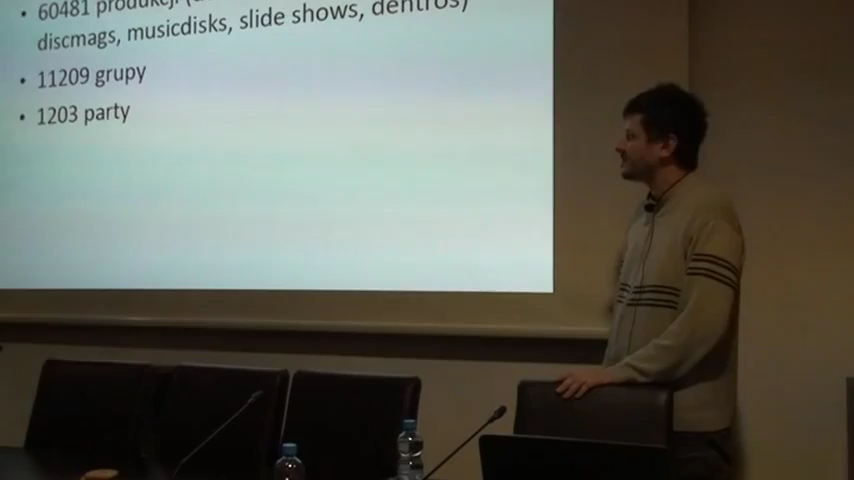 • 60481 produkcji
discmags, musicdisks, slide shows, dentros)
• 11209 grupy
• 1203 party